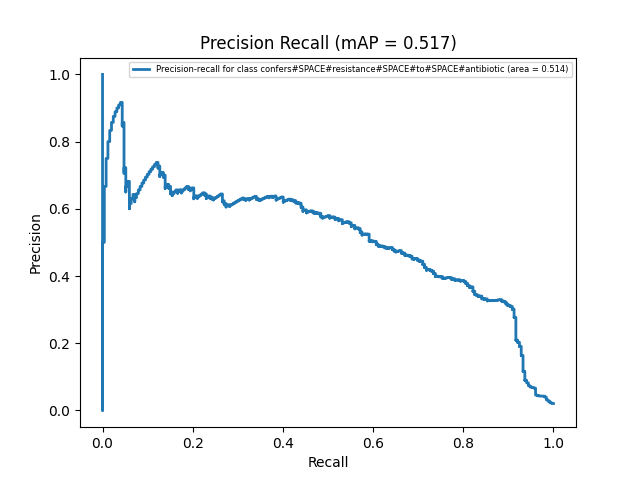 Precision Recall (mAP = 0.517)
Precision-recall for class confers#SPACE#resistance#SPACE#to#SPACE#antibiotic (area = 0.514)
1.0
0.8
0.6
0.4
0.2
0.0
Precision
0.0 0.2 0.4 0.6 0.8 1.0
Recall